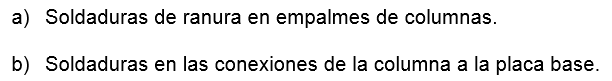 a) Soldaduras de ranura en empalmes de columnas.
b) Soldaduras en las conexiones de la columna a la placa base.